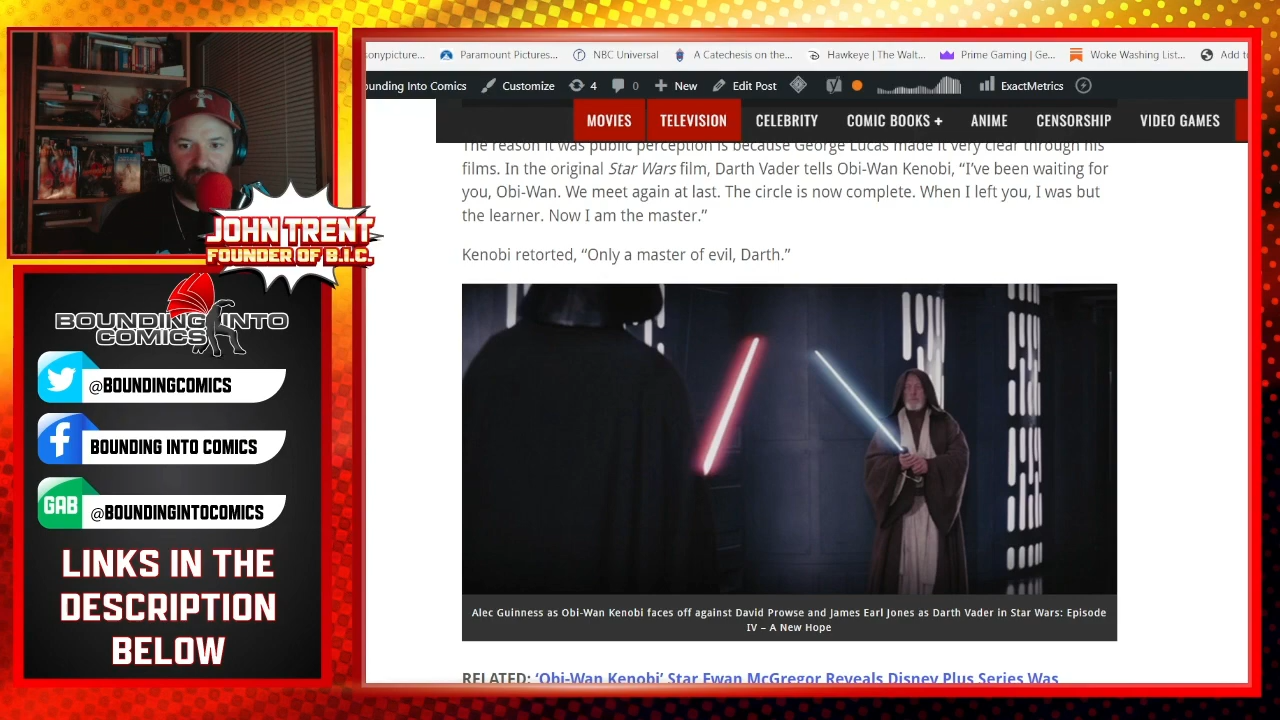 sonypicture...
Paramount Pictures...
NBC Universal
A Catechesis on the...
Hawkeye | The Walt...
Prime Gaming | Ge...
Woke Washing List...
Add t
ounding Into Comics
Customize
4
0
New
Edit Post
ExactMetrics
MOVIES
TELEVISION
CELEBRITY
COMIC BOOKS +
ANIME
CENSORSHIP
VIDEO GAMES
The reason it was public perception is because George Lucas made it very clear through his
films. In the original Star Wars film, Darth Vader tells Obi-Wan Kenobi, “I’ve been waiting for
you, Obi-Wan. We meet again at last. The circle is now complete. When I left you, I was but
the learner. Now I am the master.”
Kenobi retorted, “Only a master of evil, Darth.”
Alec Guinness as Obi-Wan Kenobi faces off against David Prowse and James Earl Jones as Darth Vader in Star Wars: Episode
IV – A New Hope
RELATED: ‘Obi-Wan Kenobi’ Star Ewan McGregor Reveals Disney Plus Series Was
JOHN TRENT
FOUNDER OF B.I.C.
BOUNDING INTO
COMICS
@BOUNDINGCOMICS
BOUNDING INTO COMICS
GAB
@BOUNDINGINTOCOMICS
LINKS IN THE
DESCRIPTION
BELOW